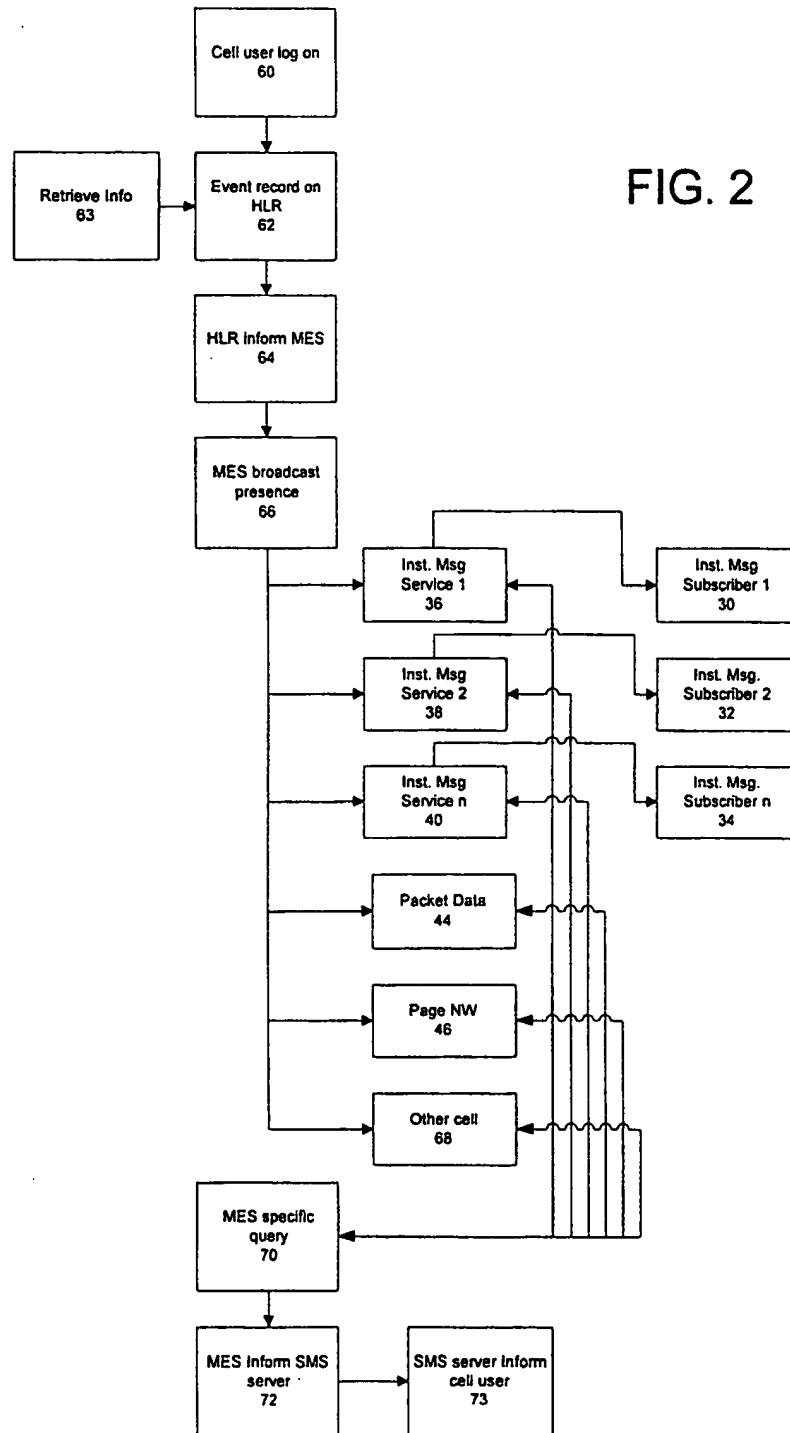 Cell user log on
60
FIG. 2
Retrieve Info
63
Event record on
HLR
62
HLR Inform MES
64
MES broadcast
presence
66
Inst. Msg
Service 1
36
Inst. Msg
Subscriber 1
30
Inst. Msg
Service 2
38
Inst. Msg.
Subscriber 2
32
Inst. Msg
Service n
40
Inst. Msg.
Subscriber n
34
Packet Data
44
Page NW
46
Other cell
68
MES specific
query
70
MES Inform SMS
server
72
SMS server Inform
cell user
73